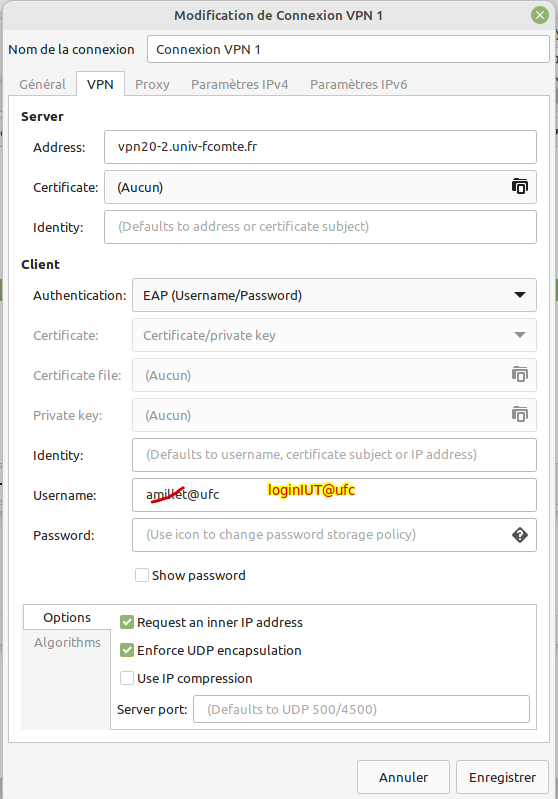 Modification de Connexion VPN 1
Nom de la connexion Connexion VPN 1
Général VPN Proxy Paramètres IPv4 Paramètres IPv6
Server
Address: vpn20-2.univ-fcomte.fr
Certificate: (Aucun)
Identity: (Defaults to address or certificate subject)
Client
Authentication: EAP (Username/Password)
Certificate: Certificate/private key
Certificate file: (Aucun)
Private key: (Aucun)
Identity: (Defaults to username, certificate subject or IP address)
Username: amillet@ufc loginIUT@ufc
Password: (Use icon to change password storage policy)
Show password
Options Request an inner IP address
Algorithms Enforce UDP encapsulation
Use IP compression
Server port: (Defaults to UDP 500/4500)
Annuler Enregistrer